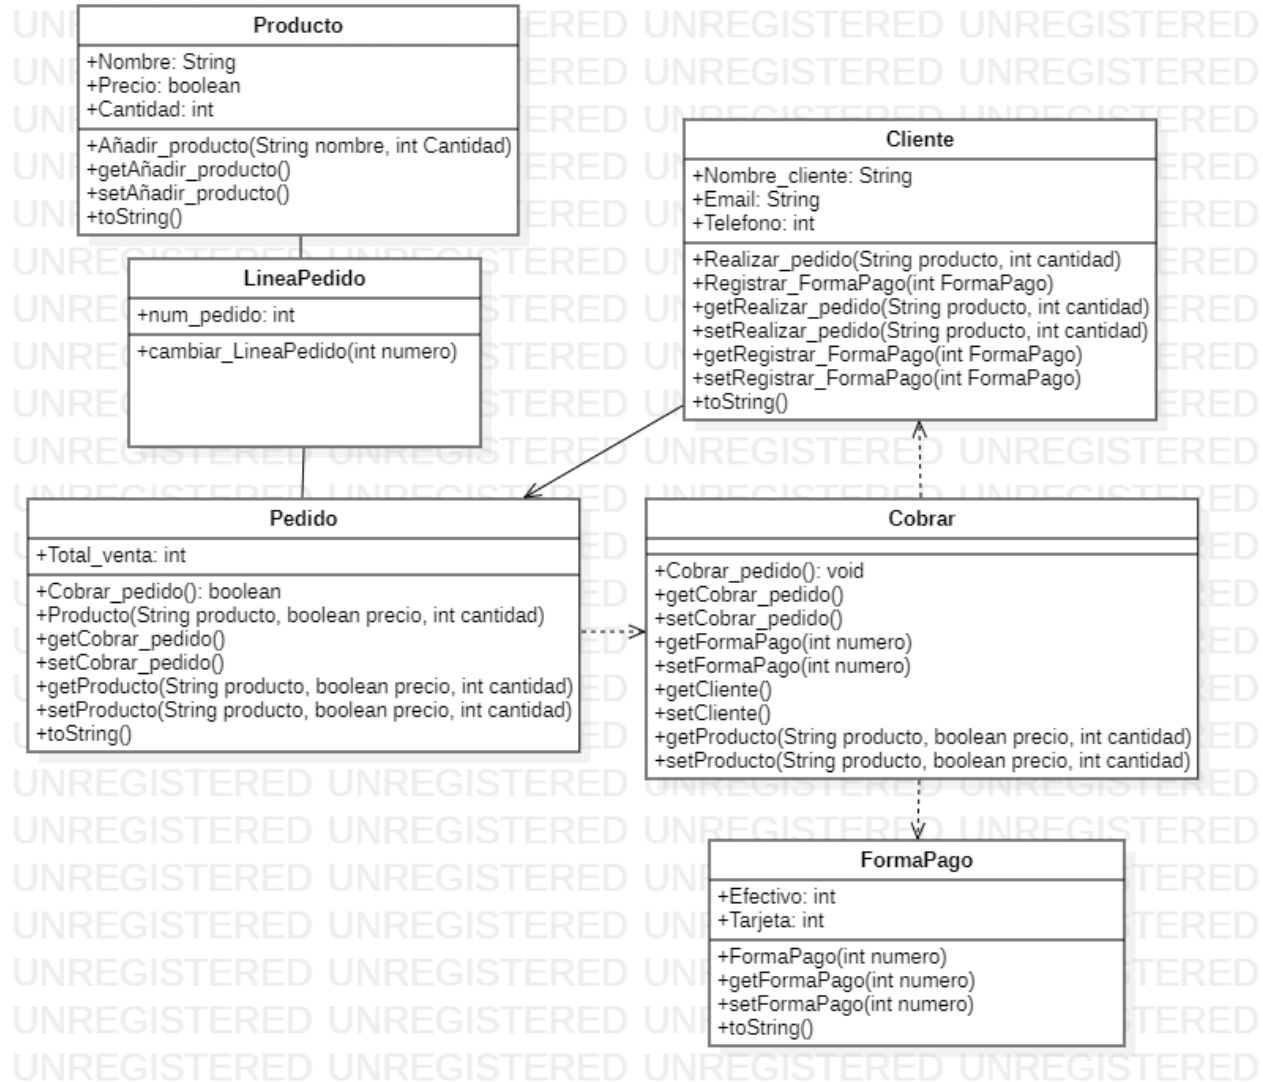 Producto
+Nombre: String
+Precio: boolean
+Cantidad: int
+Añadir_producto(String nombre, int Cantidad)
+getAñadir_producto()
+setAñadir_producto()
+toString()
LineaPedido
+num_pedido: int
+cambiar_LineaPedido(int numero)
Cliente
+Nombre_cliente: String
+Email: String
+Telefono: int
+Realizar_pedido(String producto, int cantidad)
+Registrar_FormaPago(int FormaPago)
+getRealizar_pedido(String producto, int cantidad)
+setRealizar_pedido(String producto, int cantidad)
+getRegistrar_FormaPago(int FormaPago)
+setRegistrar_FormaPago(int FormaPago)
+toString()
Pedido
+Total_venta: int
+Cobrar_pedido(): boolean
+Producto(String producto, boolean precio, int cantidad)
+getCobrar_pedido()
+setCobrar_pedido()
+getProducto(String producto, boolean precio, int cantidad)
+setProducto(String producto, boolean precio, int cantidad)
+toString()
Cobrar
+Cobrar_pedido(): void
+getCobrar_pedido()
+setCobrar_pedido()
+getFormaPago(int numero)
+setFormaPago(int numero)
+getCliente()
+setCliente()
+getProducto(String producto, boolean precio, int cantidad)
+setProducto(String producto, boolean precio, int cantidad)
FormaPago
+Efectivo: int
+Tarjeta: int
+FormaPago(int numero)
+getFormaPago(int numero)
+setFormaPago(int numero)
+toString()
UNREGISTERED UNREGISTERED